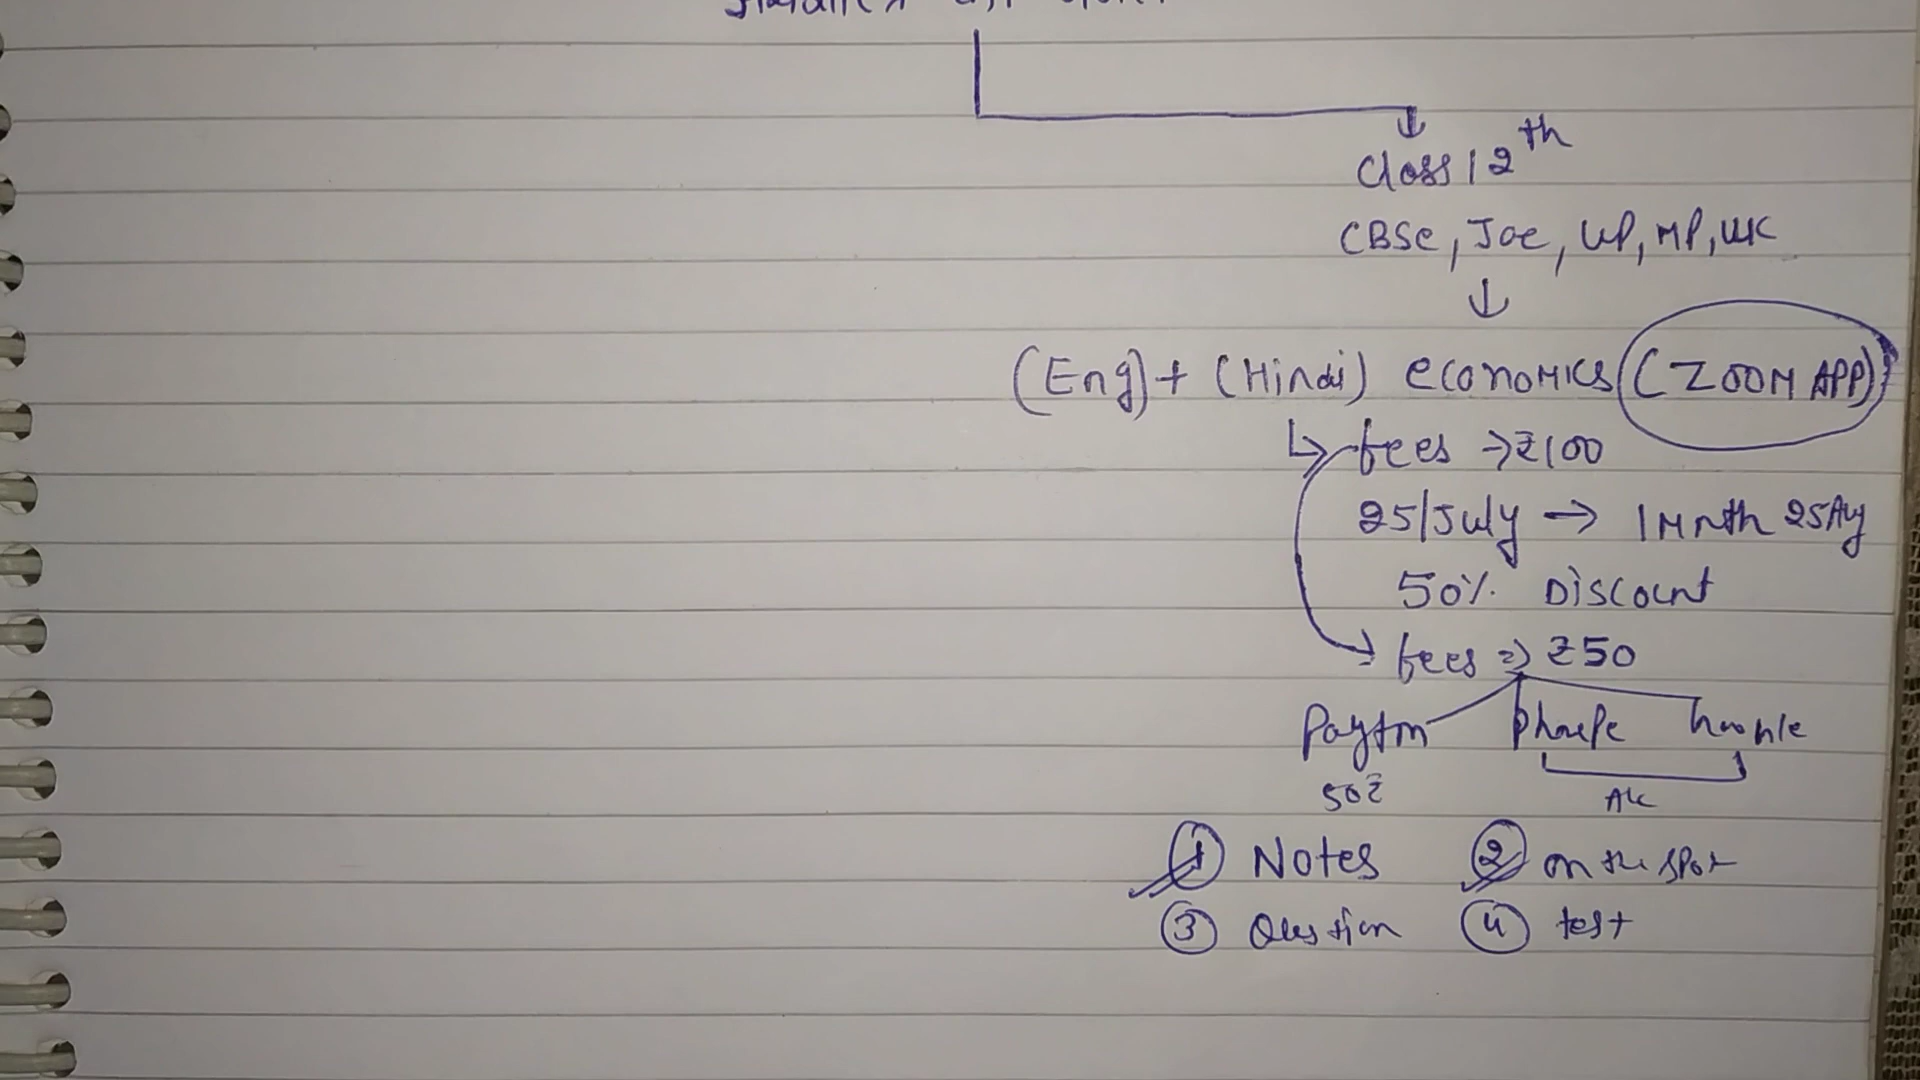 class 12th
CBSE, Jac, UP, MP, UK
(Eng) + (Hindi) economics (ZOOM APP)
fees → ₹100
25/July → 1 Mnth 25 Aug
50% Discount
fees ⇒ ₹50
Paytm PhonePe
50₹
① Notes ② on the spot
③ Question ④ test